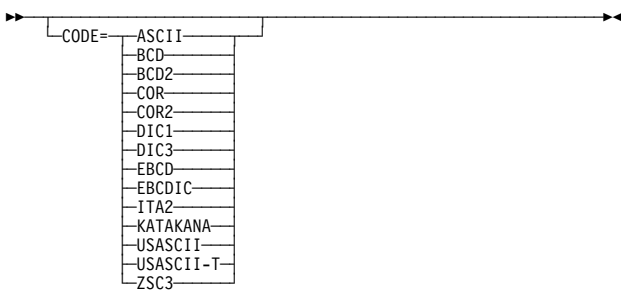 CODE= ASCII
BCD
BCD2
COR
COR2
DIC1
DIC3
EBCD
EBCDIC
ITA2
KATAKANA
USASCII
USASCII-T
ZSC3